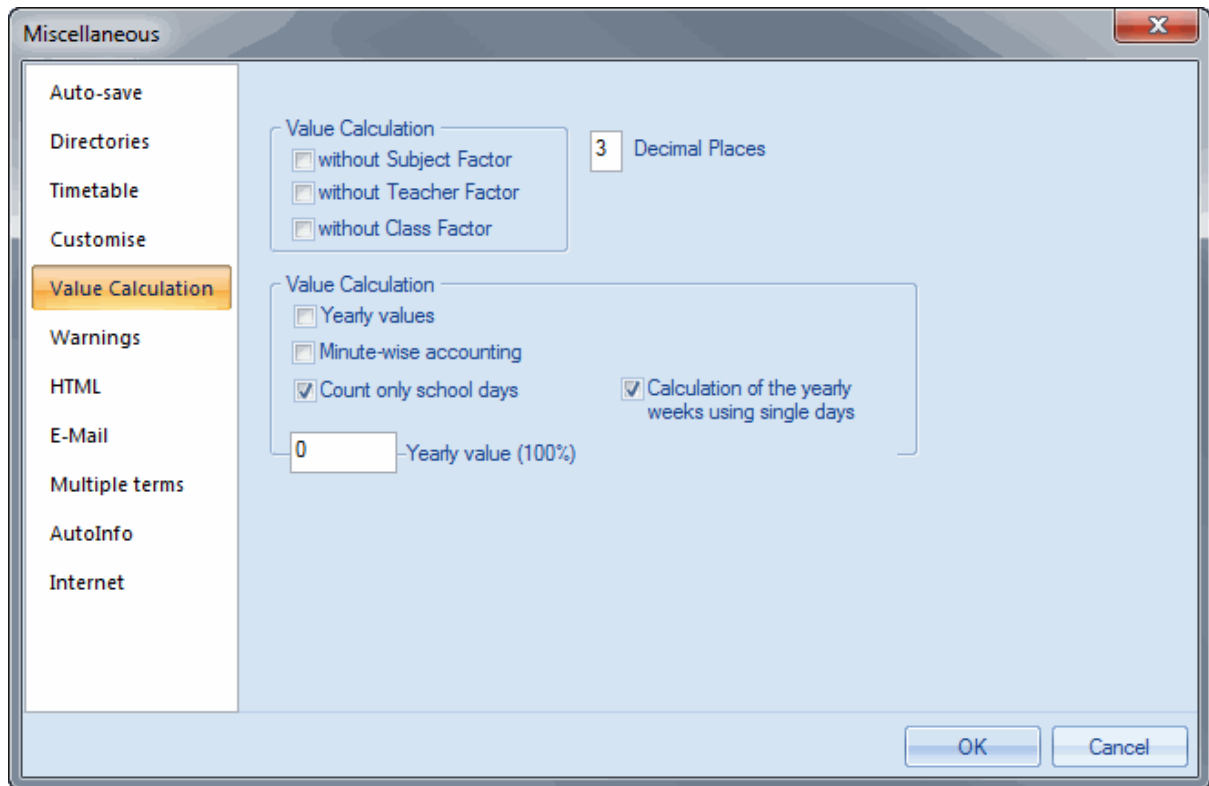 Miscellaneous
Auto-save
Directories
Timetable
Customise
Value Calculation
Warnings
HTML
E-Mail
Multiple terms
AutoInfo
Internet
Value Calculation
without Subject Factor
without Teacher Factor
without Class Factor
3 Decimal Places
Value Calculation
Yearly values
Minute-wise accounting
Count only school days
Calculation of the yearly
weeks using single days
0 Yearly value (100%)
OK Cancel